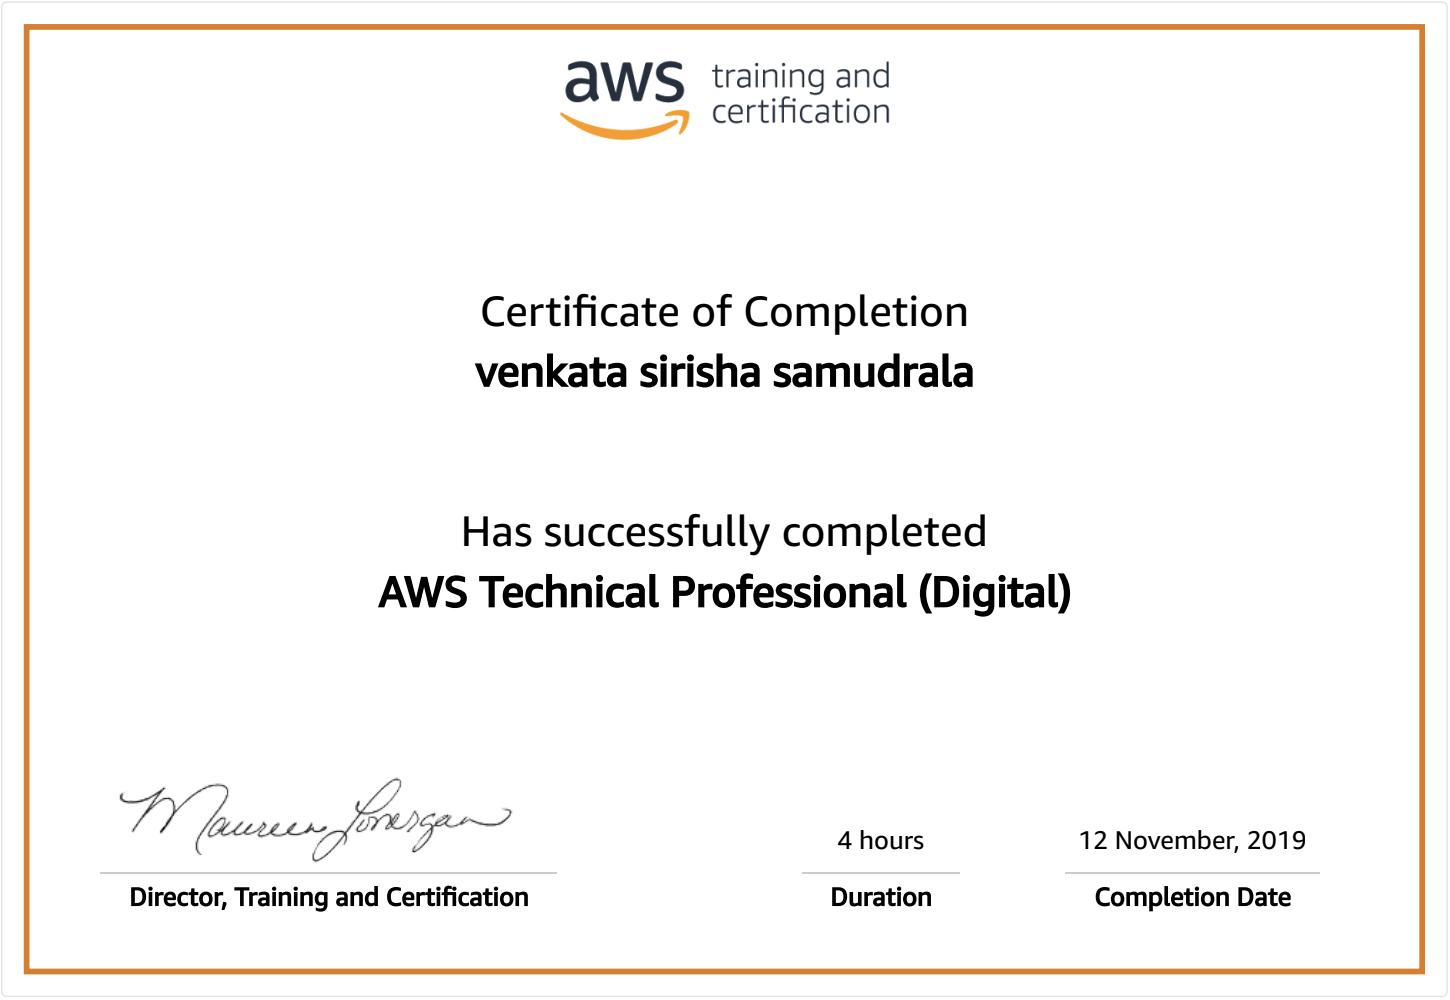 aws training and
certification
Certificate of Completion
venkata sirisha samudrala
Has successfully completed
AWS Technical Professional (Digital)
Maureen Lonergan
Director, Training and Certification
4 hours
Duration
12 November, 2019
Completion Date